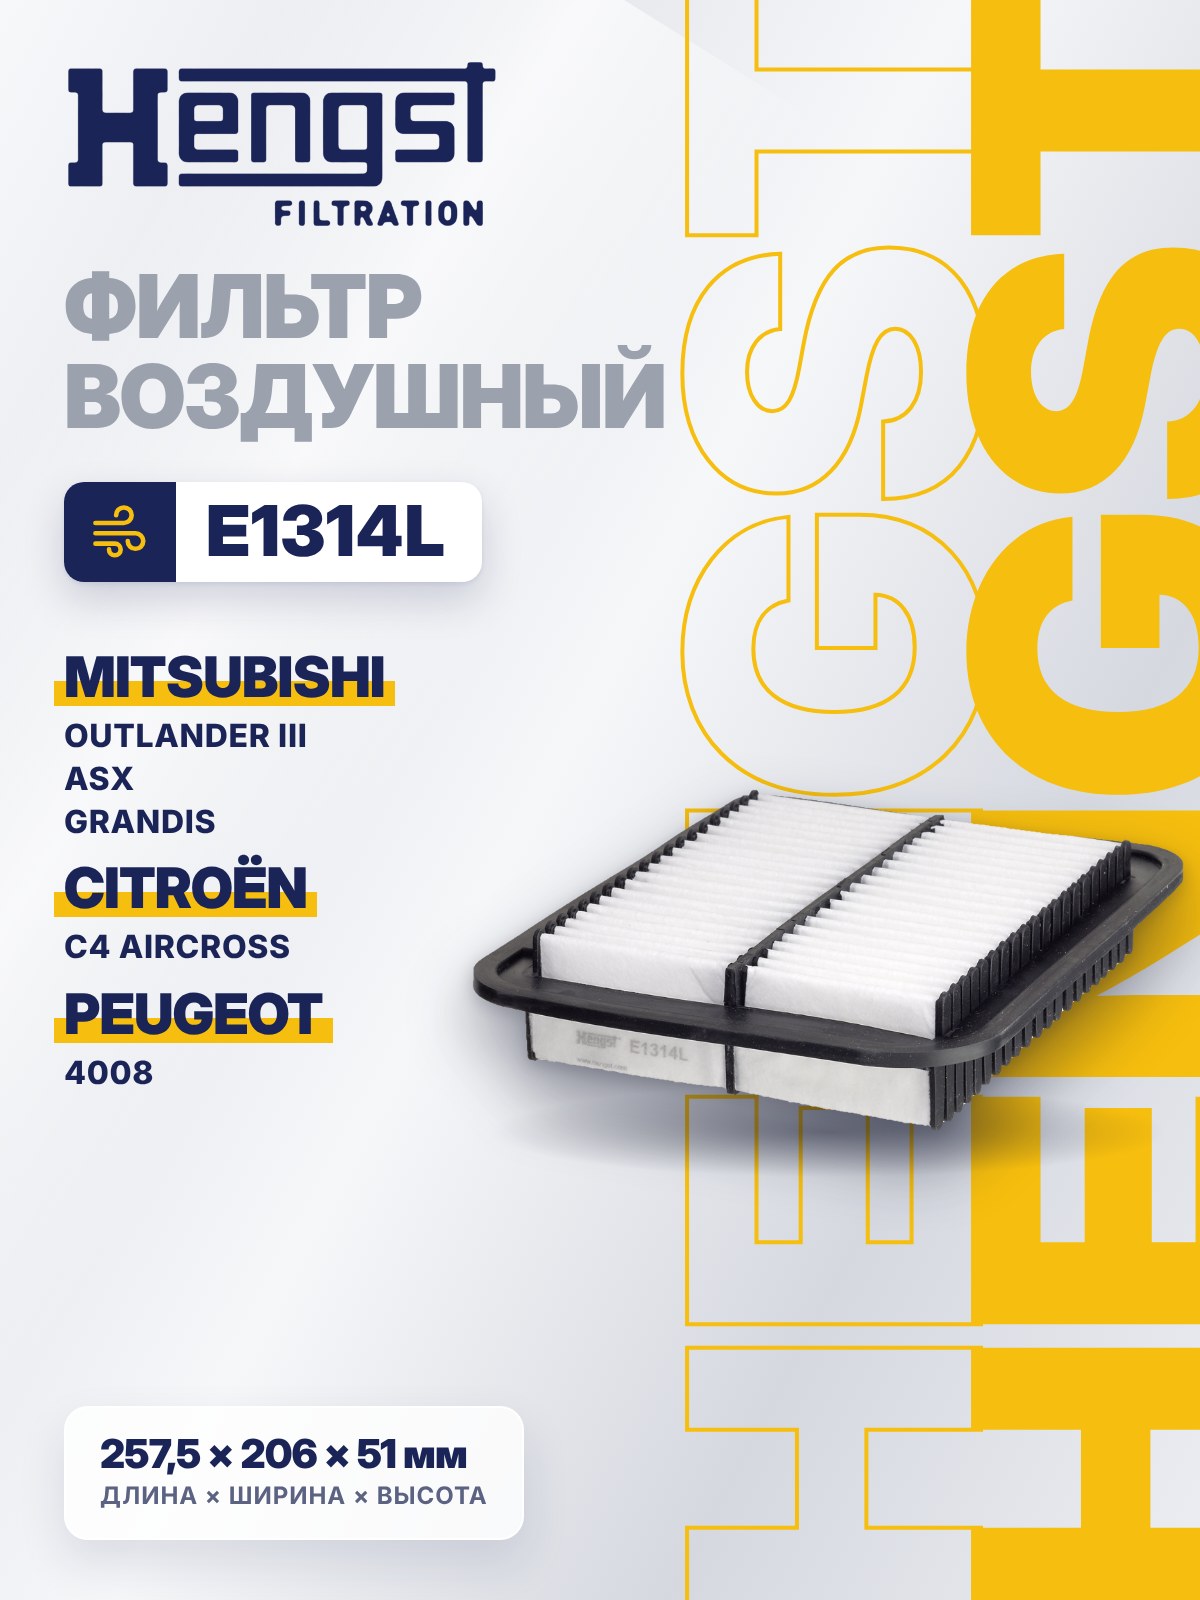 Hengst
FILTRATION
ФИЛЬТР
ВОЗДУШНЫЙ
E1314L
MITSUBISHI
OUTLANDER III
ASX
GRANDIS
CITROËN
C4 AIRCROSS
PEUGEOT
4008
Hengst E1314L
257,5 × 206 × 51 мм
ДЛИНА × ШИРИНА × ВЫСОТА
HENGST
HENGST